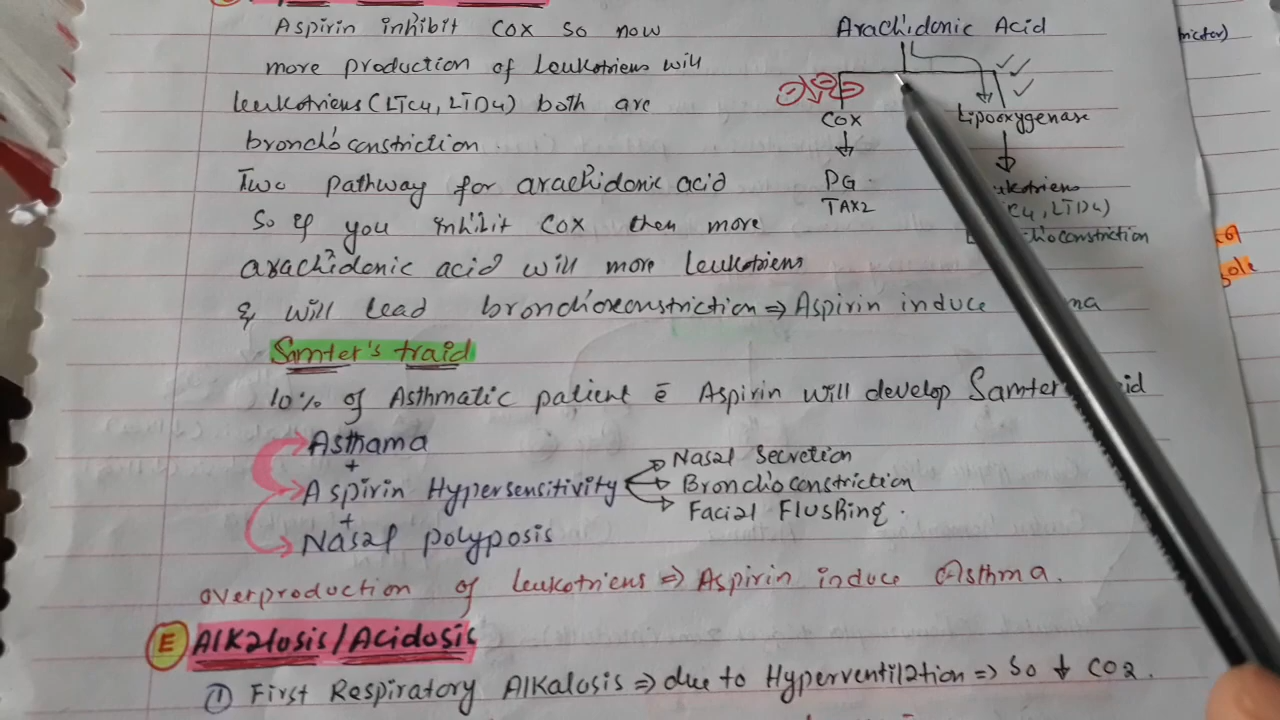 Aspirin inhibit COX so now
more production of leukotriens will
leukotriens (LTC4, LTD4) both are
bronchoconstriction.
Two pathway for arachidonic acid
So if you inhibit COX then more
arachidonic acid will more leukotriens
& will lead bronchioconstriction ⇒ Aspirin induce
Arachidonic Acid
COX
PG
TAX2
Lipooxygenase
LTD4)
Samter's traid
10% of Asthmatic patient c̄ Aspirin will develop Samter
Asthama
+
Aspirin Hypersensitivity
+
Nasal polyposis
Nasal Secretion
Bronchioconstriction
Facial Flushing.
overproduction of leukotriens ⇒ Aspirin induce Asthma.
E Alkalosis/Acidosis
① First Respiratory Alkalosis ⇒ due to Hyperventilation ⇒ So ↓ CO2.